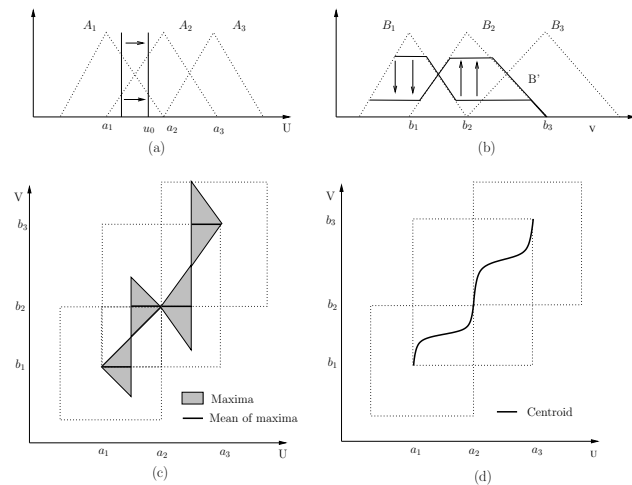 A1 A2 A3
a1 u0 a2 a3 U
(a)
B1 B2 B3
B'
b1 b2 b3 V
(b)
V
b3
b2
b1
Maxima
Mean of maxima
a1 a2 a3 U
(c)
V
b3
b2
b1
Centroid
a1 a2 a3 U
(d)